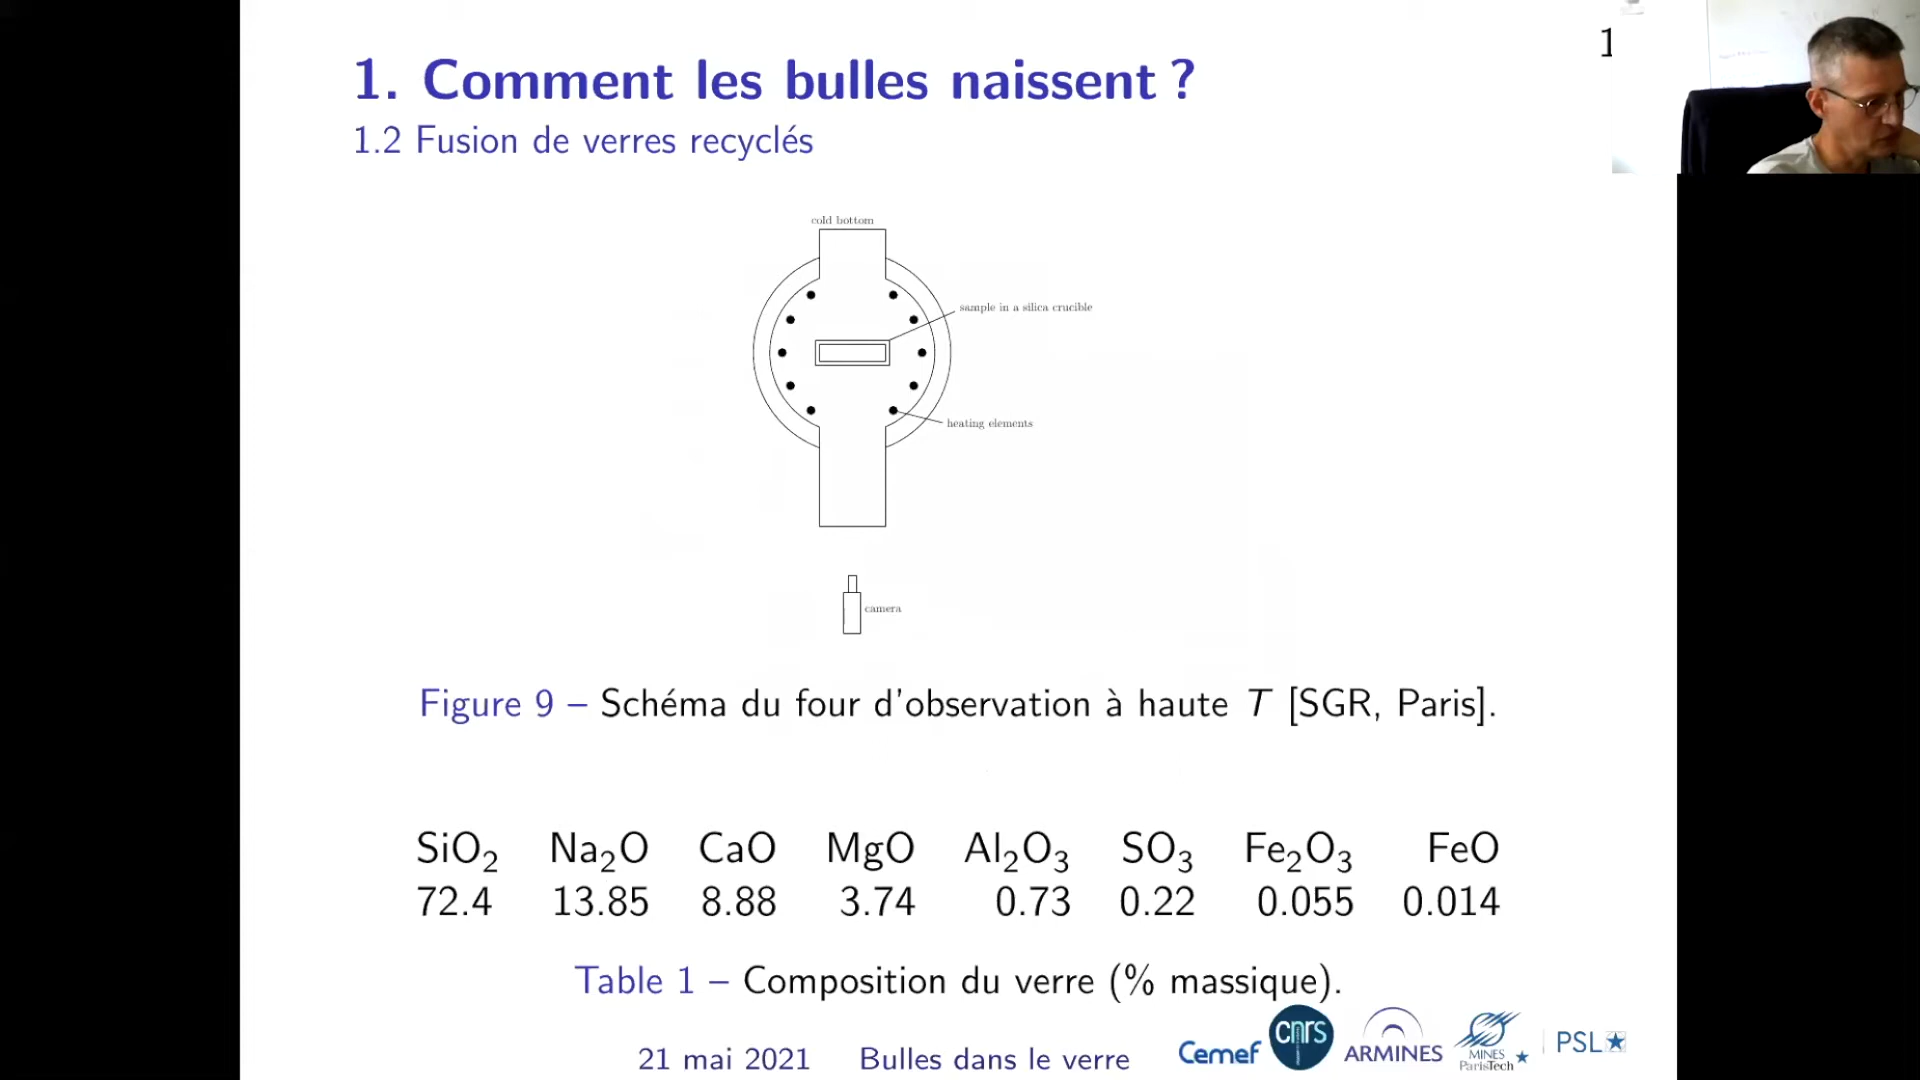 1. Comment les bulles naissent ?
1
1.2 Fusion de verres recyclés
cold bottom
sample in a silica crucible
heating elements
camera
Figure 9 – Schéma du four d'observation à haute T [SGR, Paris].
SiO₂ Na₂O CaO MgO Al₂O₃ SO₃ Fe₂O₃ FeO
72.4 13.85 8.88 3.74 0.73 0.22 0.055 0.014
Table 1 – Composition du verre (% massique).
21 mai 2021 Bulles dans le verre
Cemef
cnrs
ARMINES
MINES
ParisTech
PSL